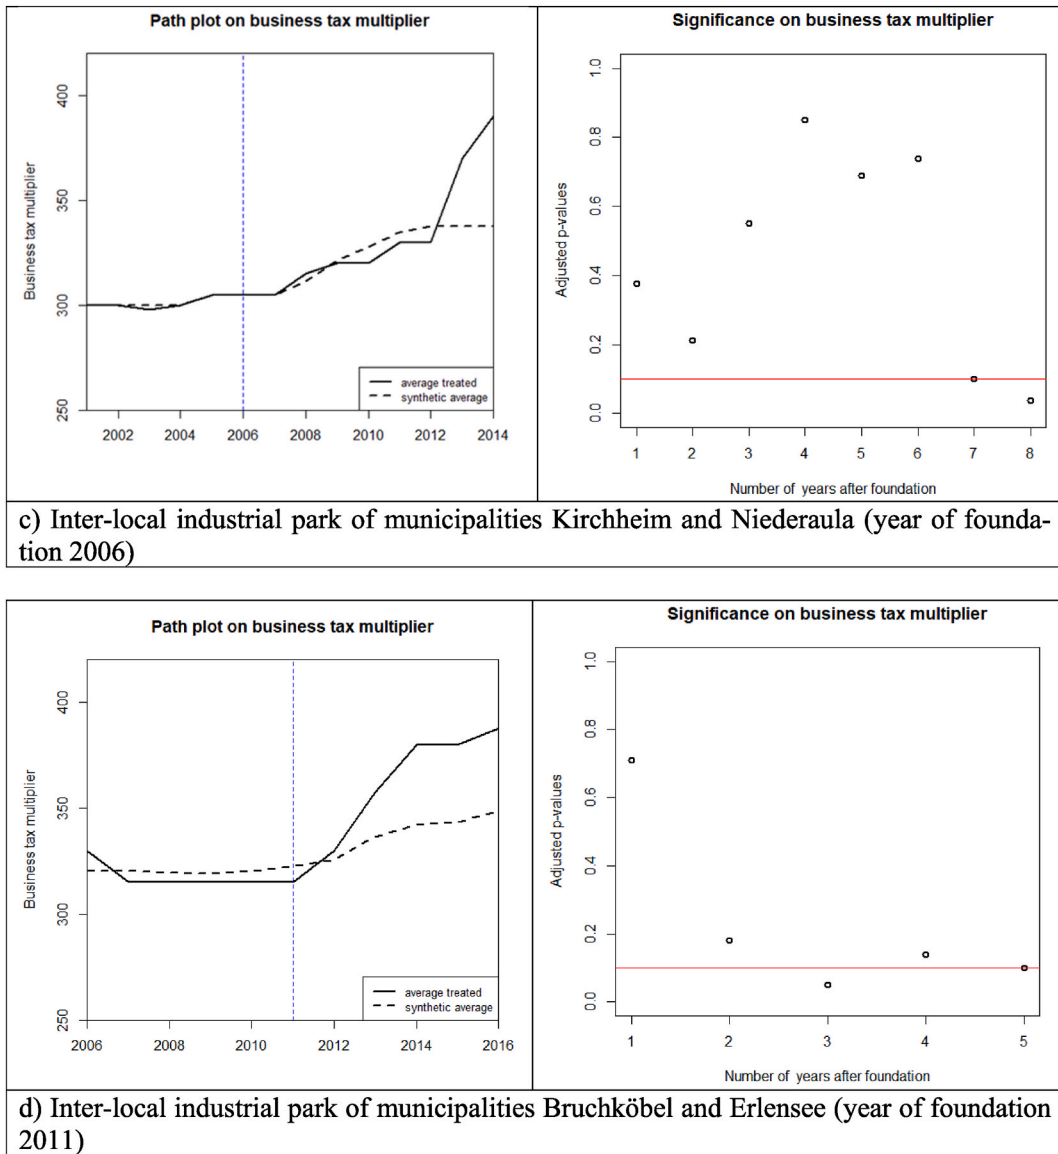 Path plot on business tax multiplier
Business tax multiplier
400
350
300
250
2002 2004 2006 2008 2010 2012 2014
average treated
synthetic average
Significance on business tax multiplier
Adjusted p-values
1.0
0.8
0.6
0.4
0.2
0.0
1 2 3 4 5 6 7 8
Number of years after foundation
c) Inter-local industrial park of municipalities Kirchheim and Niederaula (year of founda-
tion 2006)
Path plot on business tax multiplier
Business tax multiplier
400
350
300
250
2006 2008 2010 2012 2014 2016
average treated
synthetic average
Significance on business tax multiplier
Adjusted p-values
1.0
0.8
0.6
0.4
0.2
0.0
1 2 3 4 5
Number of years after foundation
d) Inter-local industrial park of municipalities Bruchköbel and Erlensee (year of foundation
2011)